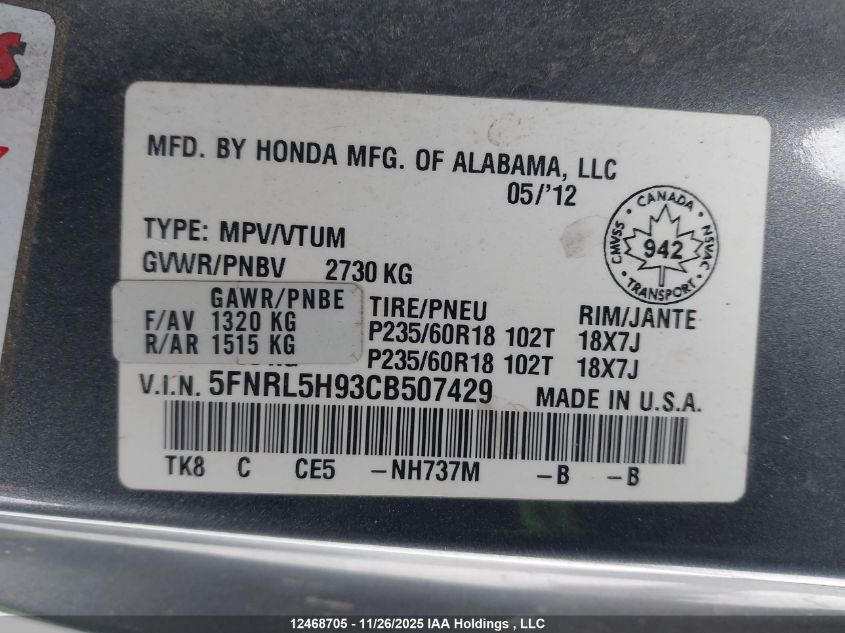 MFD. BY HONDA MFG. OF ALABAMA, LLC
05/'12
TYPE: MPV/VTUM
GVWR/PNBV 2730 KG
GAWR/PNBE TIRE/PNEU RIM/JANTE
F/AV 1320 KG P235/60R18 102T 18X7J
R/AR 1515 KG P235/60R18 102T 18X7J
V.I.N. 5FNRL5H93CB507429 MADE IN U.S.A.
TK8 C CE5 -NH737M -B -B
CANADA
CMVSS 942 NSVAC
TRANSPORT
12468705 - 11/26/2025 IAA Holdings , LLC